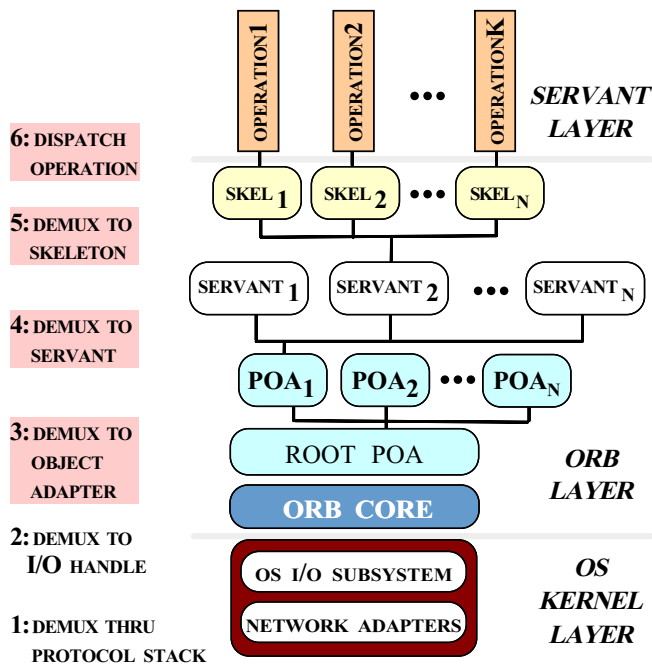 OPERATION1
OPERATION2
OPERATIONK
•••
SERVANT
LAYER
6: DISPATCH
OPERATION
SKEL 1
SKEL 2
•••
SKELN
5: DEMUX TO
SKELETON
SERVANT 1
SERVANT 2
•••
SERVANTN
4: DEMUX TO
SERVANT
POA1
POA2
•••
POAN
3: DEMUX TO
OBJECT
ADAPTER
ROOT POA
ORB CORE
ORB
LAYER
2: DEMUX TO
I/O HANDLE
OS I/O SUBSYSTEM
NETWORK ADAPTERS
OS
KERNEL
LAYER
1: DEMUX THRU
PROTOCOL STACK